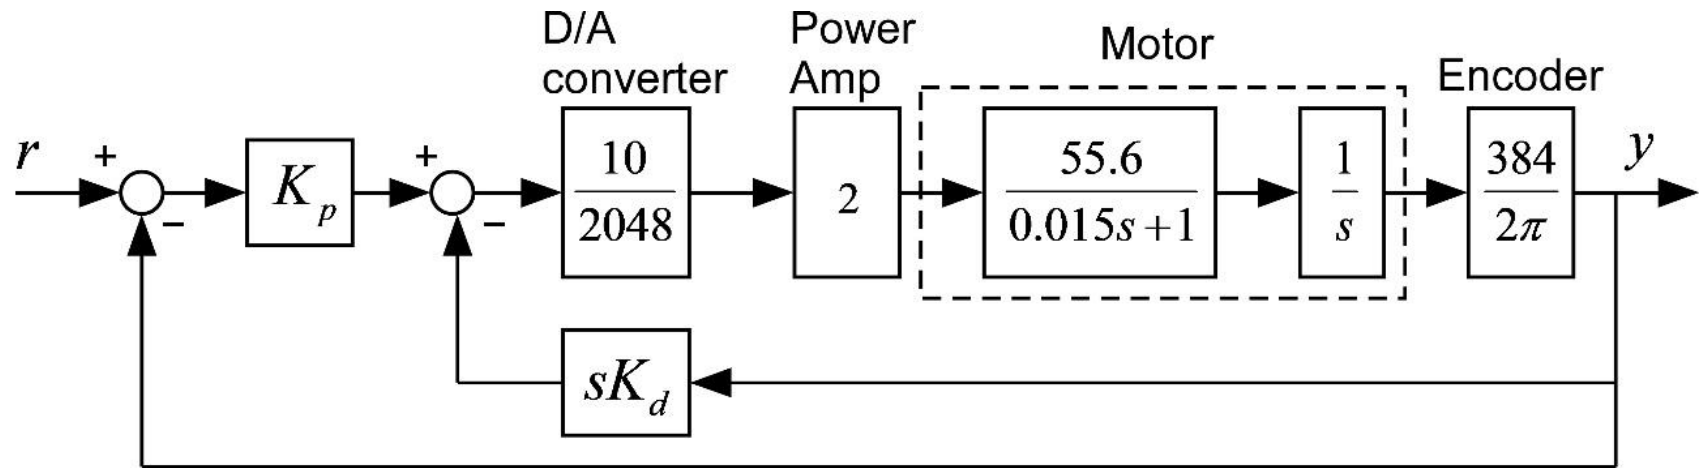 D/A
converter
Power
Amp
Motor
Encoder
r
+
−
K_p
+
−
10
2048
2
55.6
0.015s+1
1
s
384
2π
y
sK_d